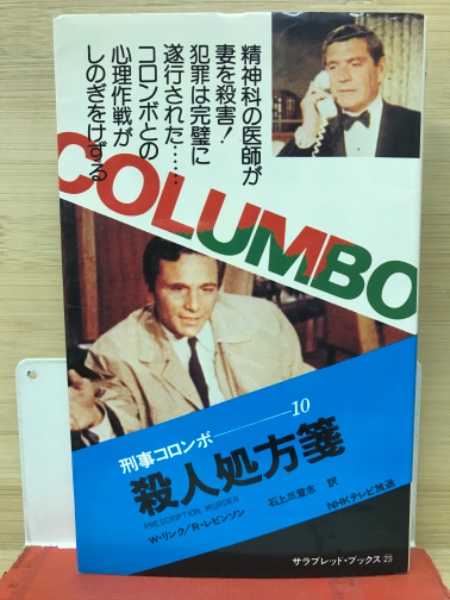 精神科の医師が
妻を殺害！
犯罪は完璧に
遂行された……
コロンボとの
心理作戦が
しのぎをけずる
COLUMBO
刑事コロンボ――10
殺人処方箋
PRESCRIPTION MURDER
W・リンク／R・レビンソン
石上三登志 訳
NHKテレビ放送
サラブレッド・ブックス23